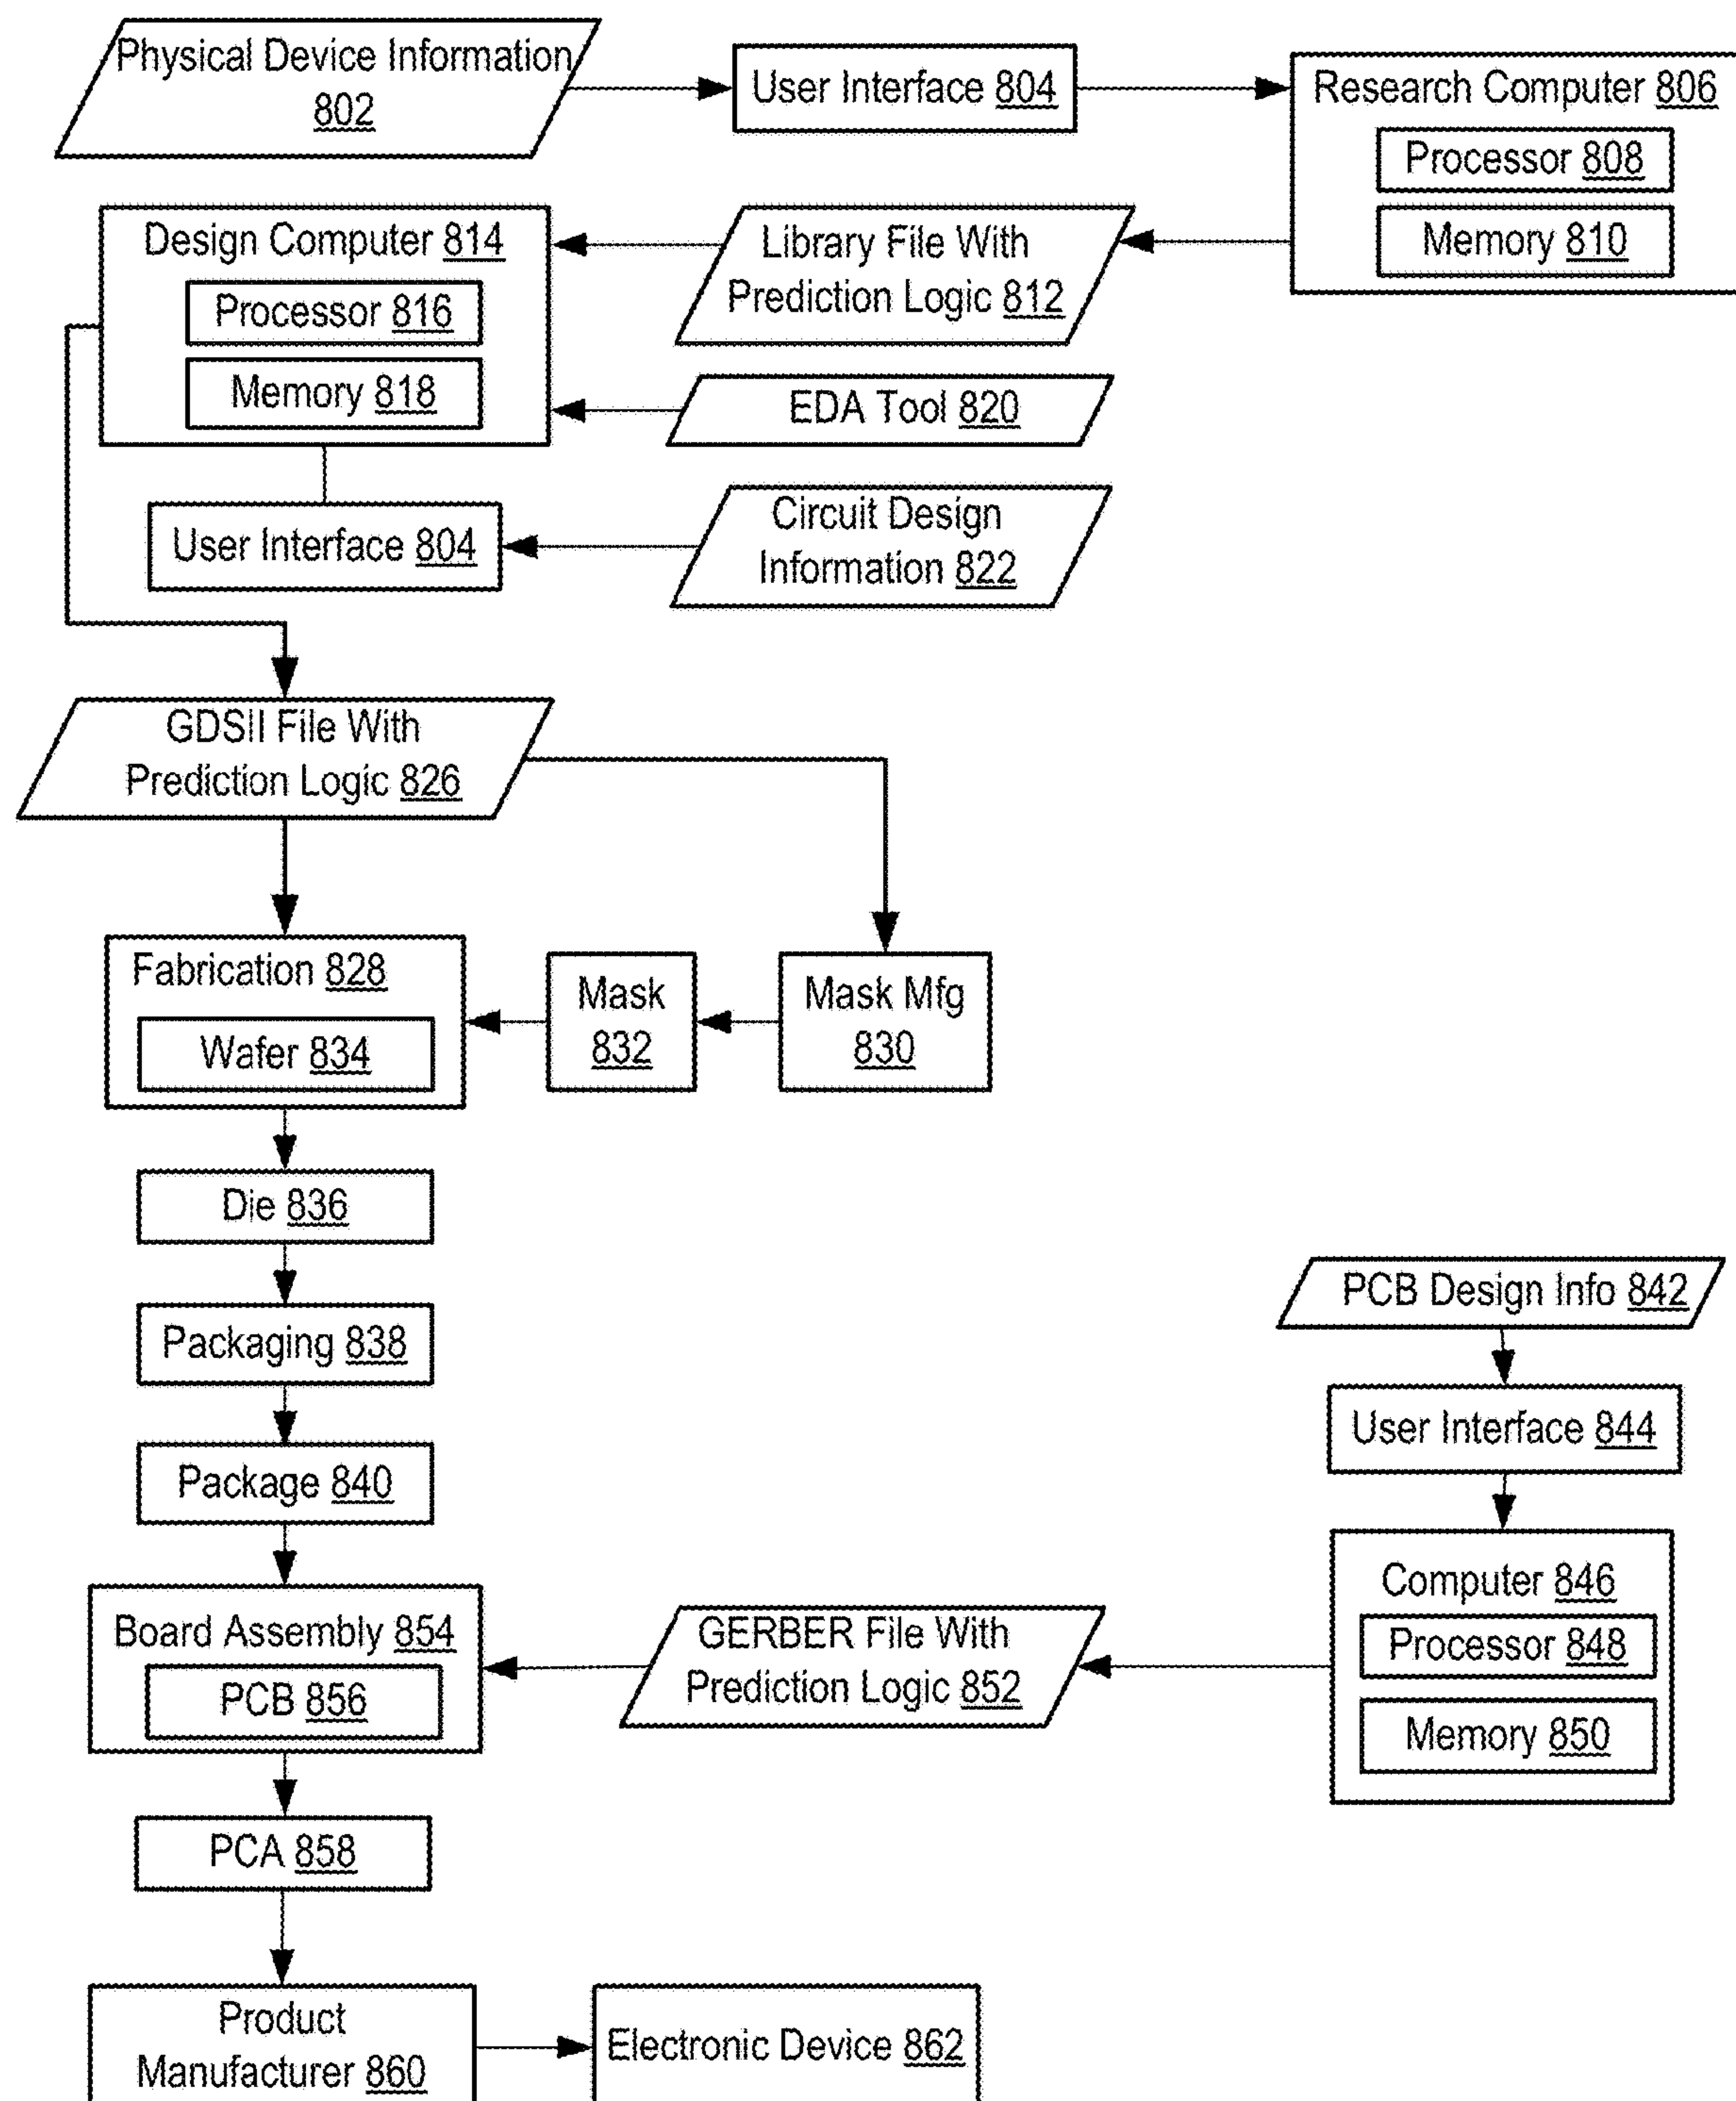 Physical Device Information
802
User Interface 804
Research Computer 806
Processor 808
Memory 810
Library File With
Prediction Logic 812
Design Computer 814
Processor 816
Memory 818
EDA Tool 820
User Interface 804
Circuit Design
Information 822
GDSII File With
Prediction Logic 826
Fabrication 828
Wafer 834
Mask
832
Mask Mfg
830
Die 836
Packaging 838
Package 840
PCB Design Info 842
User Interface 844
Computer 846
Processor 848
Memory 850
GERBER File With
Prediction Logic 852
Board Assembly 854
PCB 856
PCA 858
Product
Manufacturer 860
Electronic Device 862